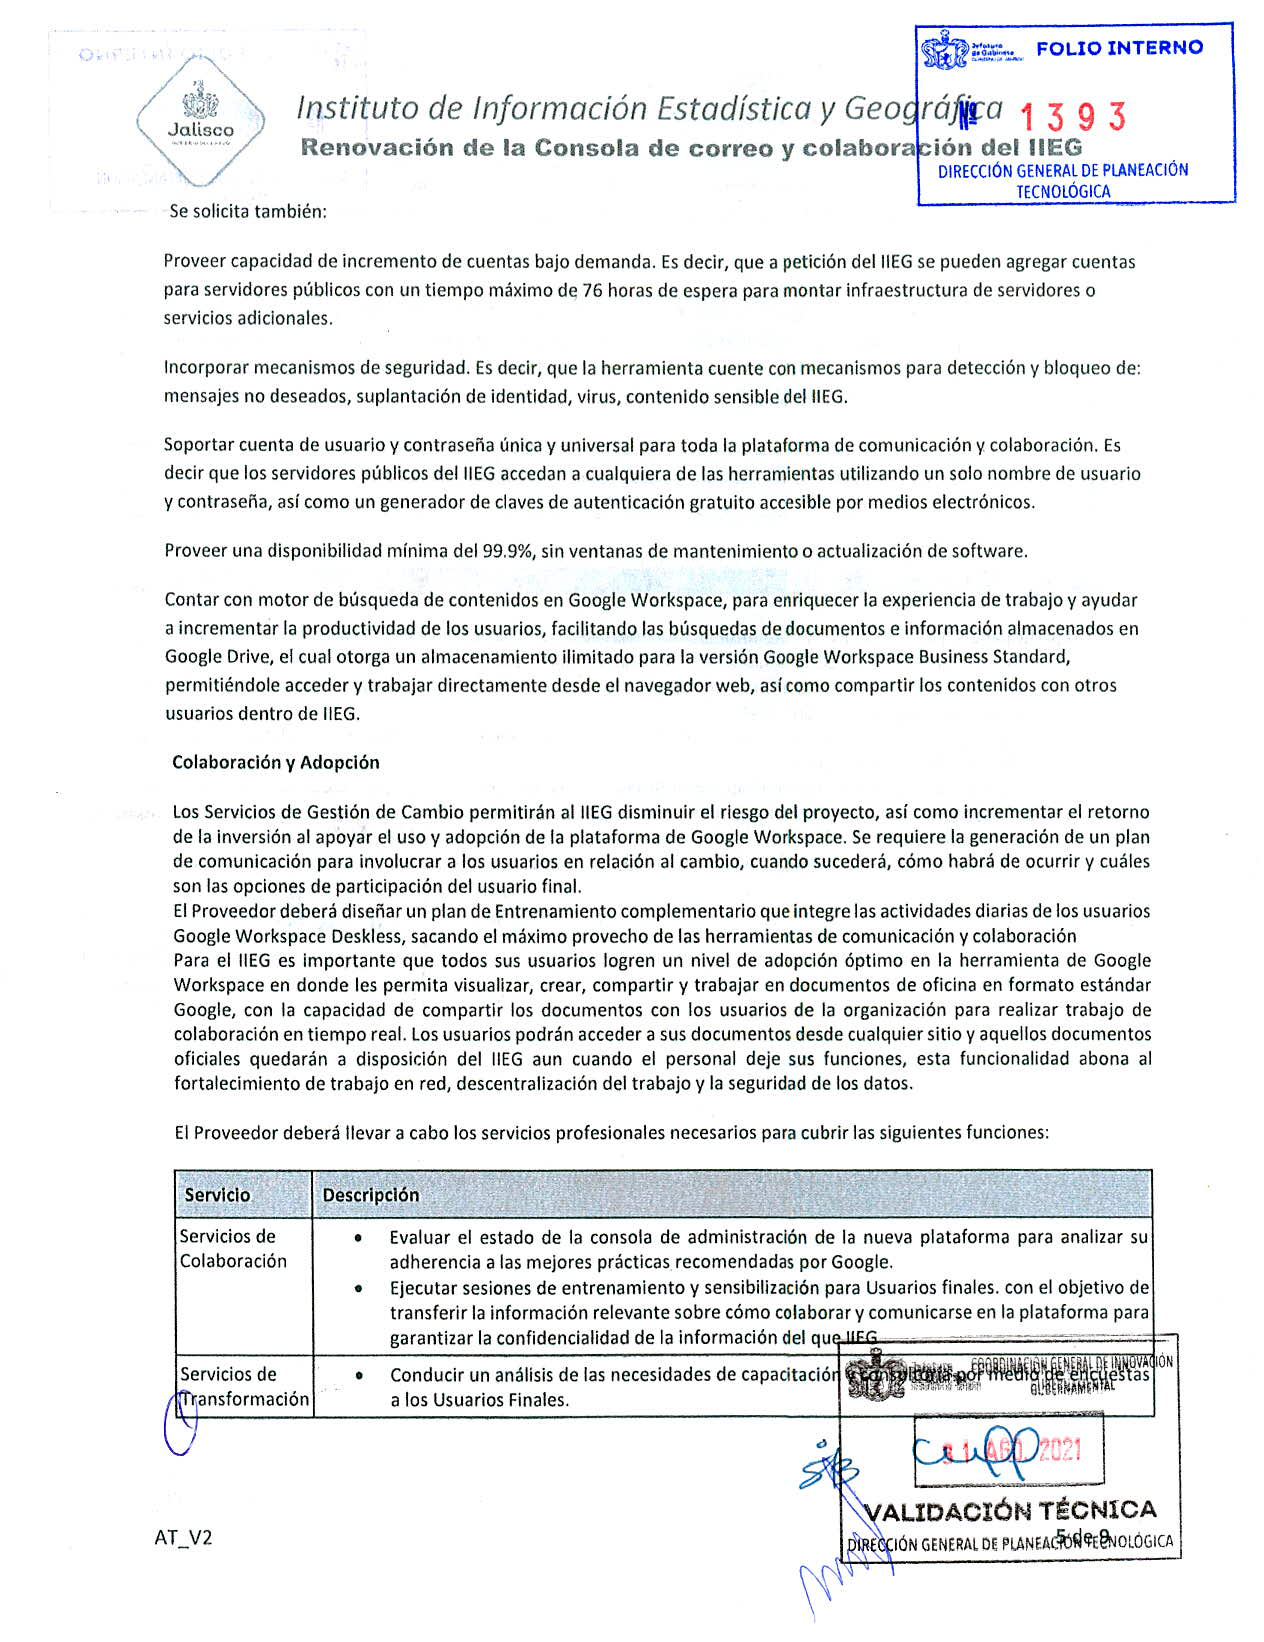 Jefatura de Gabinete
FOLIO INTERNO
Jalisco
Instituto de Información Estadística y Geográfica
Nº 1393
Renovación de la Consola de correo y colaboración del IIEG
DIRECCIÓN GENERAL DE PLANEACIÓN
TECNOLÓGICA
Se solicita también:
Proveer capacidad de incremento de cuentas bajo demanda. Es decir, que a petición del IIEG se pueden agregar cuentas
para servidores públicos con un tiempo máximo de 76 horas de espera para montar infraestructura de servidores o
servicios adicionales.
Incorporar mecanismos de seguridad. Es decir, que la herramienta cuente con mecanismos para detección y bloqueo de:
mensajes no deseados, suplantación de identidad, virus, contenido sensible del IIEG.
Soportar cuenta de usuario y contraseña única y universal para toda la plataforma de comunicación y colaboración. Es
decir que los servidores públicos del IIEG accedan a cualquiera de las herramientas utilizando un solo nombre de usuario
y contraseña, así como un generador de claves de autenticación gratuito accesible por medios electrónicos.
Proveer una disponibilidad mínima del 99.9%, sin ventanas de mantenimiento o actualización de software.
Contar con motor de búsqueda de contenidos en Google Workspace, para enriquecer la experiencia de trabajo y ayudar
a incrementar la productividad de los usuarios, facilitando las búsquedas de documentos e información almacenados en
Google Drive, el cual otorga un almacenamiento ilimitado para la versión Google Workspace Business Standard,
permitiéndole acceder y trabajar directamente desde el navegador web, así como compartir los contenidos con otros
usuarios dentro de IIEG.
Colaboración y Adopción
Los Servicios de Gestión de Cambio permitirán al IIEG disminuir el riesgo del proyecto, así como incrementar el retorno
de la inversión al apoyar el uso y adopción de la plataforma de Google Workspace. Se requiere la generación de un plan
de comunicación para involucrar a los usuarios en relación al cambio, cuando sucederá, cómo habrá de ocurrir y cuáles
son las opciones de participación del usuario final.
El Proveedor deberá diseñar un plan de Entrenamiento complementario que integre las actividades diarias de los usuarios
Google Workspace Deskless, sacando el máximo provecho de las herramientas de comunicación y colaboración
Para el IIEG es importante que todos sus usuarios logren un nivel de adopción óptimo en la herramienta de Google
Workspace en donde les permita visualizar, crear, compartir y trabajar en documentos de oficina en formato estándar
Google, con la capacidad de compartir los documentos con los usuarios de la organización para realizar trabajo de
colaboración en tiempo real. Los usuarios podrán acceder a sus documentos desde cualquier sitio y aquellos documentos
oficiales quedarán a disposición del IIEG aun cuando el personal deje sus funciones, esta funcionalidad abona al
fortalecimiento de trabajo en red, descentralización del trabajo y la seguridad de los datos.
El Proveedor deberá llevar a cabo los servicios profesionales necesarios para cubrir las siguientes funciones:
Servicio Descripción
Servicios de Colaboración
• Evaluar el estado de la consola de administración de la nueva plataforma para analizar su
adherencia a las mejores prácticas recomendadas por Google.
• Ejecutar sesiones de entrenamiento y sensibilización para Usuarios finales. con el objetivo de
transferir la información relevante sobre cómo colaborar y comunicarse en la plataforma para
garantizar la confidencialidad de la información del que IIEG
Servicios de Transformación
• Conducir un análisis de las necesidades de capacitación por medio de encuestas
a los Usuarios Finales.
COORDINACIÓN GENERAL DE INNOVACIÓN
GUBERNAMENTAL
31 AGO. 2021
VALIDACIÓN TÉCNICA
DIRECCIÓN GENERAL DE PLANEACIÓN TECNOLÓGICA
AT_V2
5 de 9